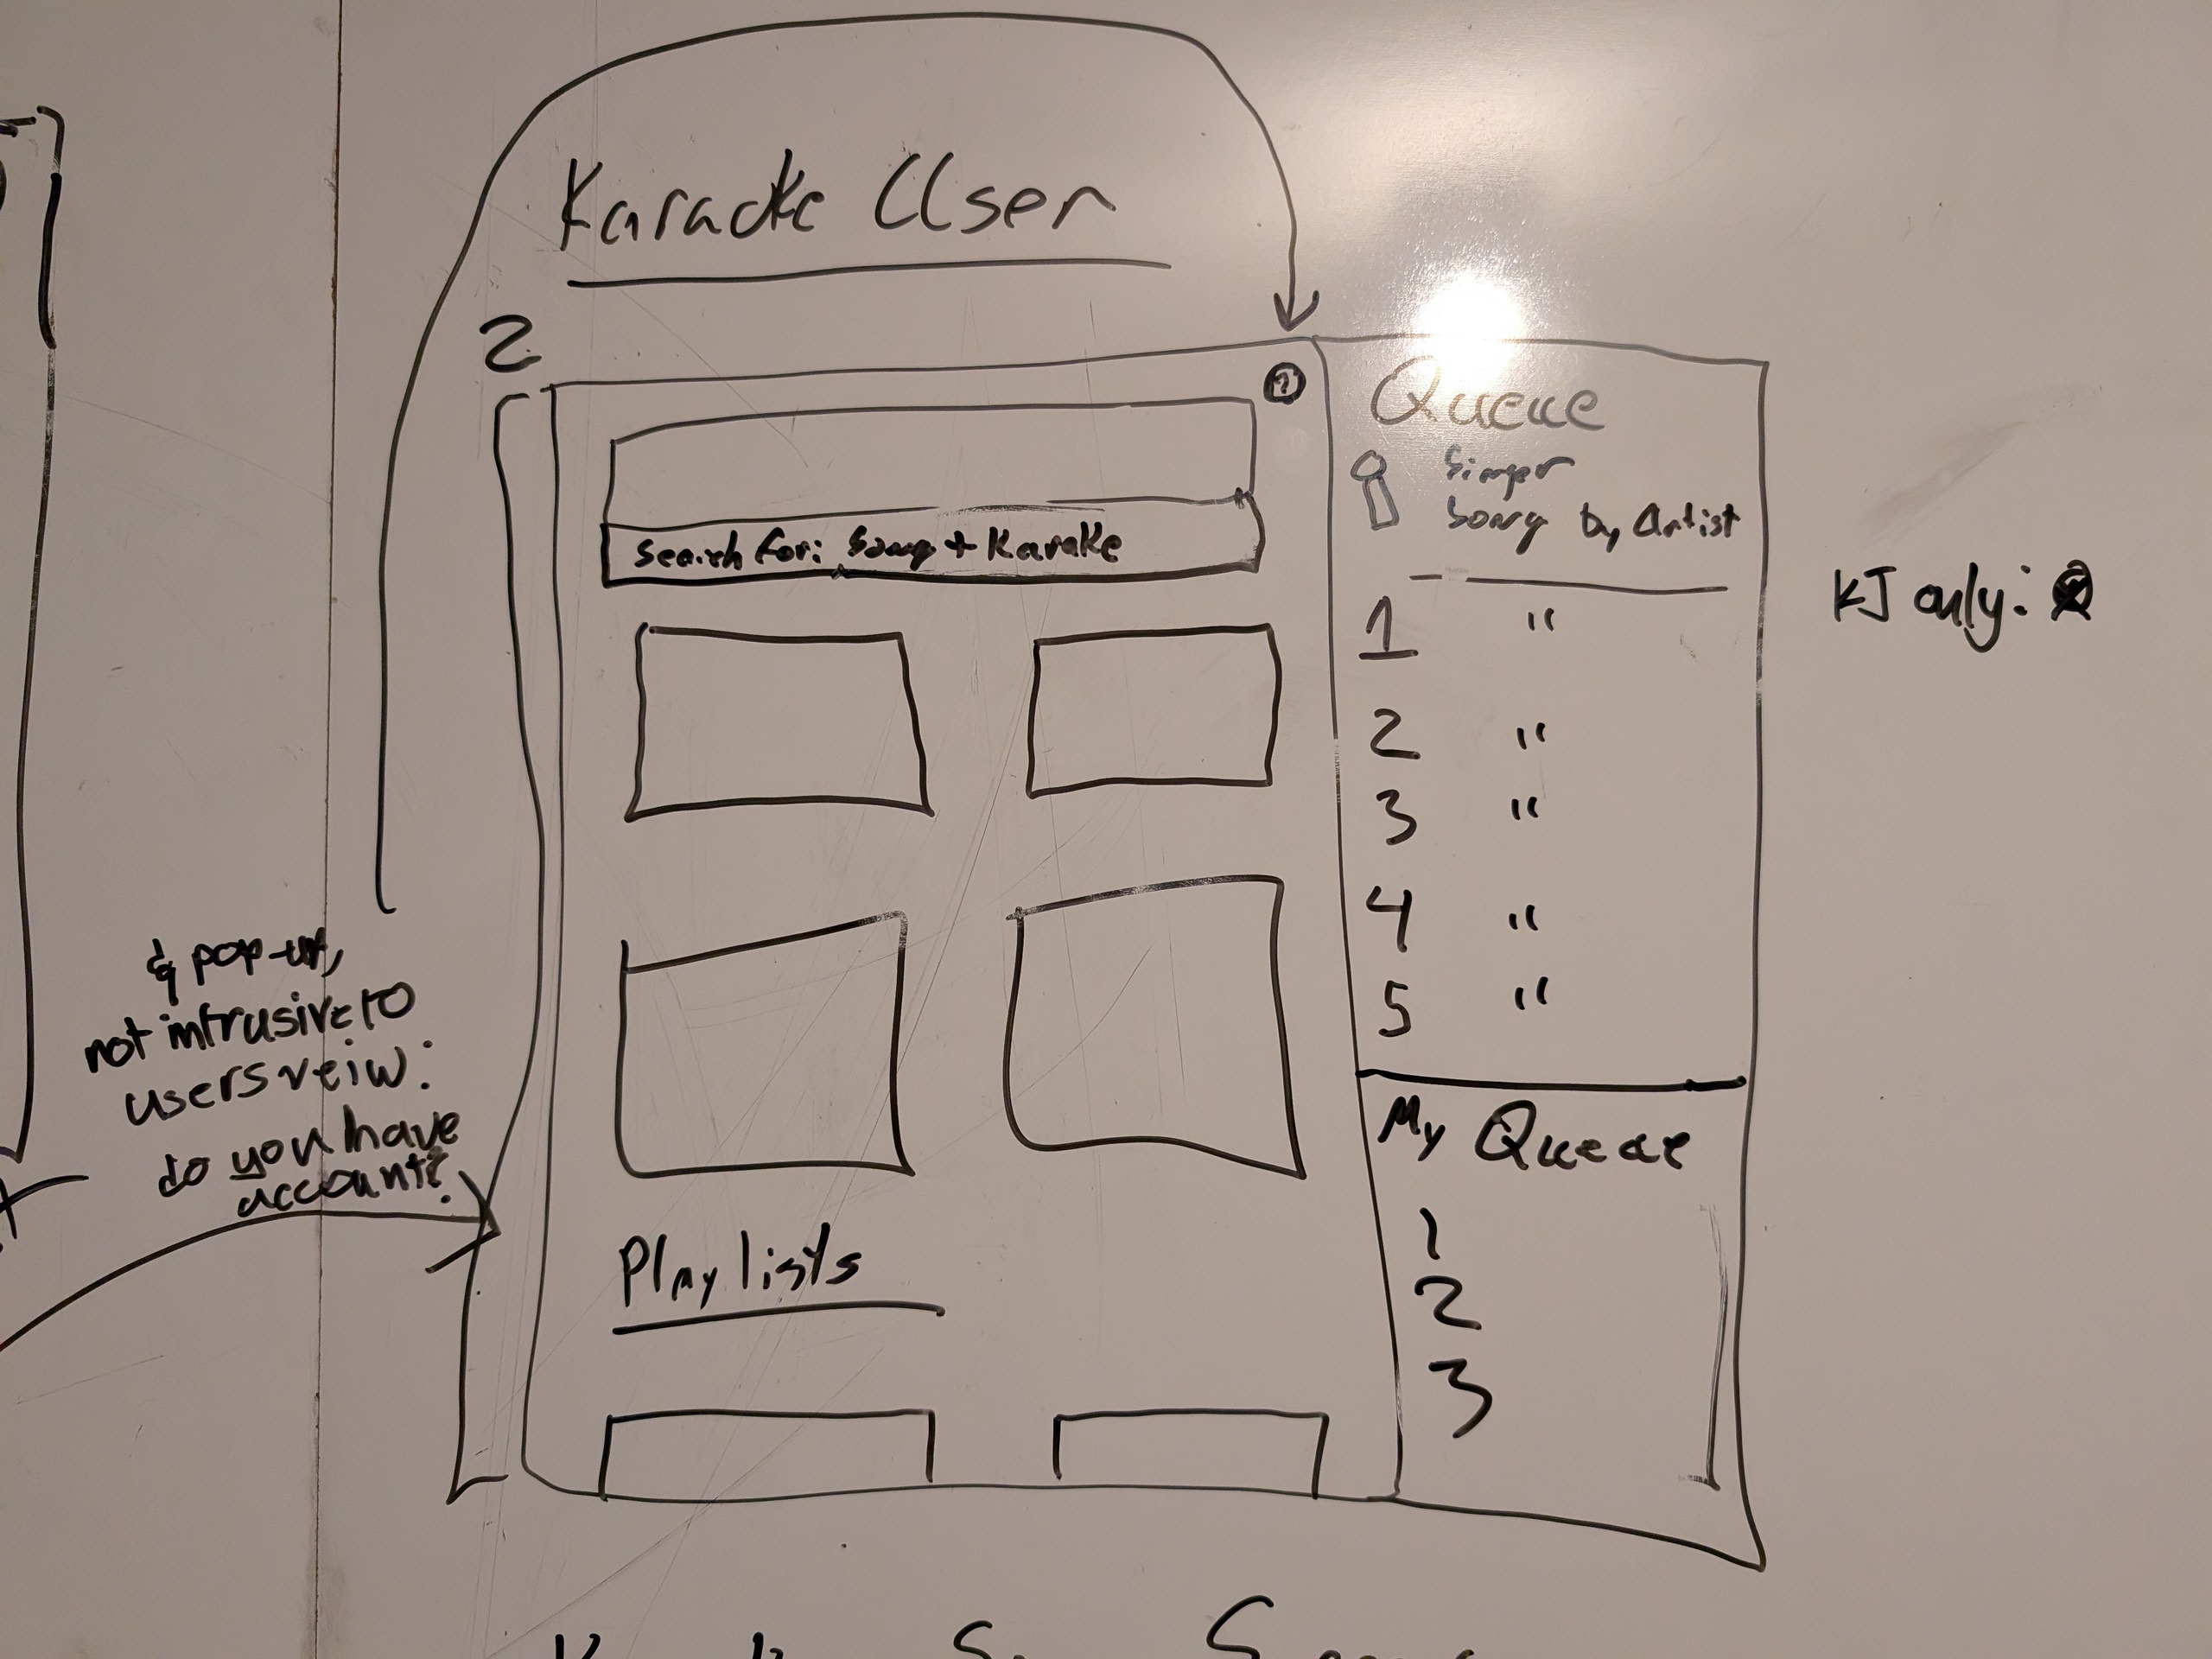 Karaoke User
2
?
Search for: Song + Karake
Playlists
Queue
Singer
Song by Artist
1 "
2 "
3 "
4 "
5 "
My Queue
1
2
3
KJ only:
& pop-up,
not intrusive to
users veiw:
do you have
account?